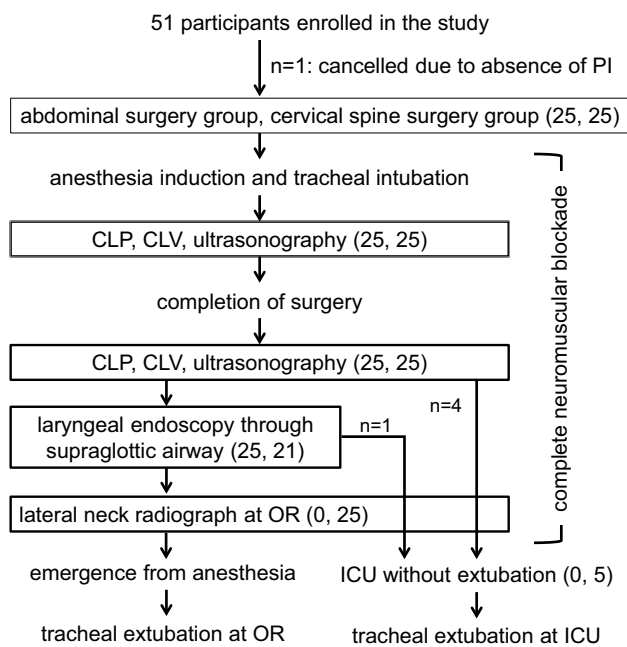 51 participants enrolled in the study
n=1: cancelled due to absence of PI
abdominal surgery group, cervical spine surgery group (25, 25)
anesthesia induction and tracheal intubation
CLP, CLV, ultrasonography (25, 25)
completion of surgery
CLP, CLV, ultrasonography (25, 25)
n=4
laryngeal endoscopy through
supraglottic airway (25, 21)
n=1
lateral neck radiograph at OR (0, 25)
emergence from anesthesia
ICU without extubation (0, 5)
tracheal extubation at OR
tracheal extubation at ICU
complete neuromuscular blockade